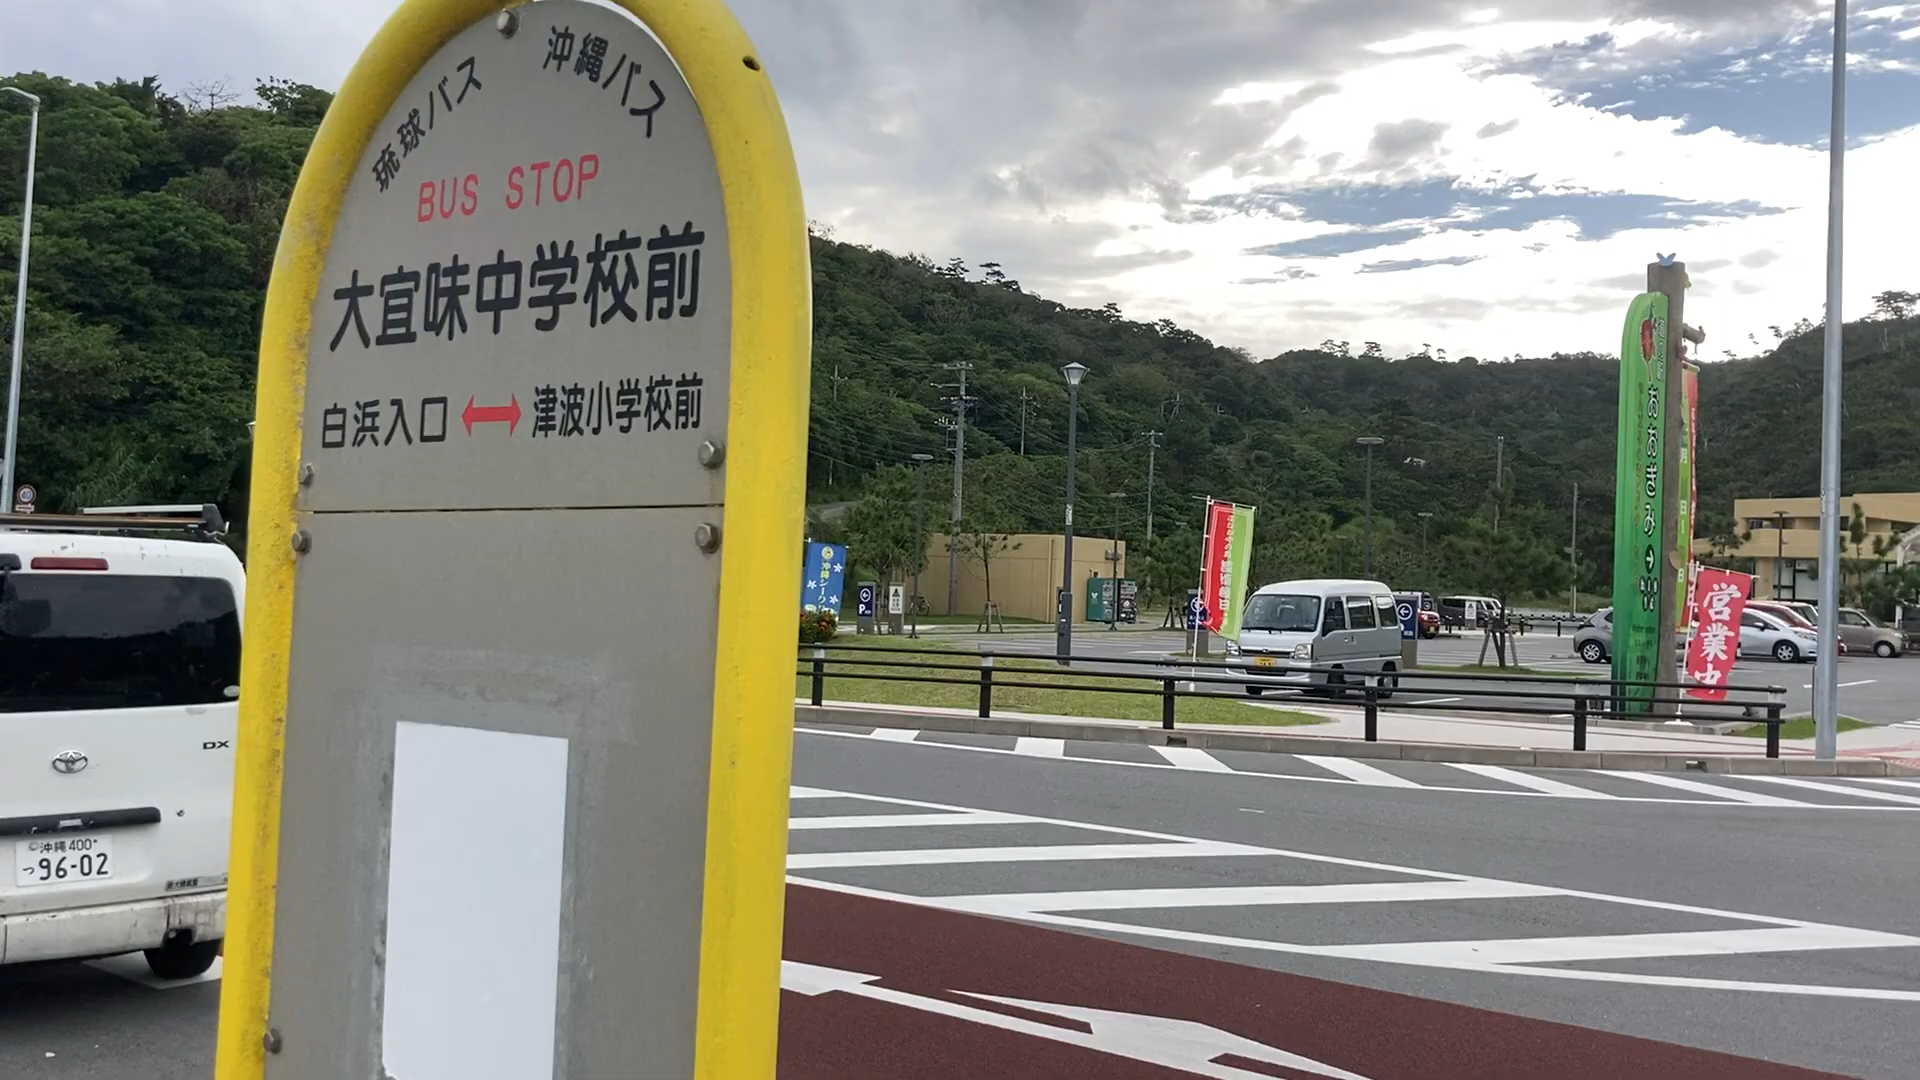 琉球バス 沖縄バス
BUS STOP
大宜味中学校前
白浜入口 ↔ 津波小学校前
DX
沖縄 400
つ 96-02
P
おおぎみ
営業中